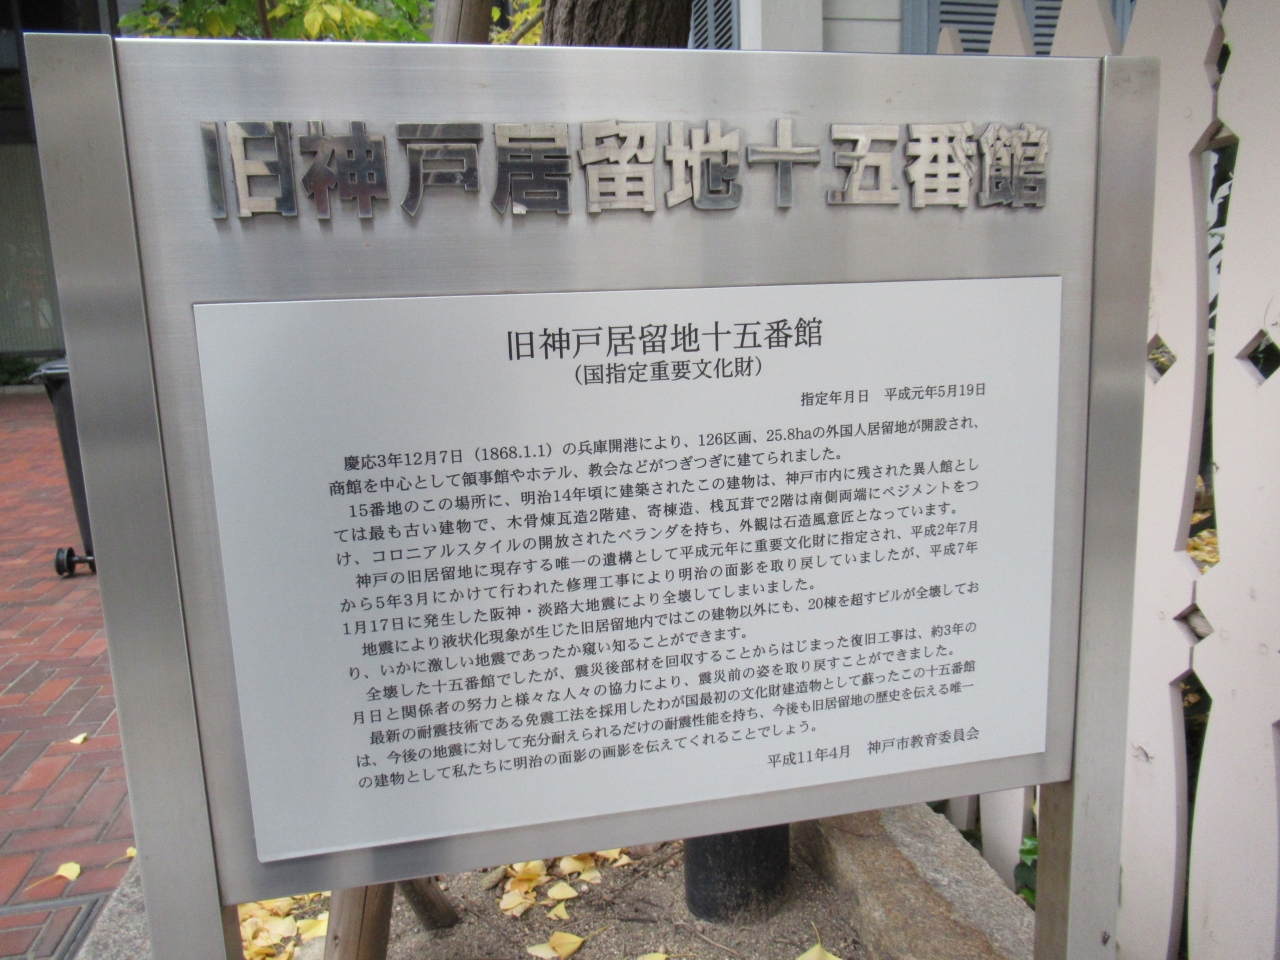 旧神戸居留地十五番館
旧神戸居留地十五番館
（国指定重要文化財）
指定年月日　平成元年5月19日
慶応3年12月7日（1868.1.1）の兵庫開港により、126区画、25.8haの外国人居留地が開設され、
商館を中心として領事館やホテル、教会などがつぎつぎに建てられました。
15番地のこの場所に、明治14年頃に建築されたこの建物は、神戸市内に残された異人館とし
ては最も古い建物で、木骨煉瓦造2階建、寄棟造、桟瓦茸で2階は南側両端にペジメントをつ
け、コロニアルスタイルの開放されたベランダを持ち、外観は石造風意匠となっています。
神戸の旧居留地に現存する唯一の遺構として平成元年に重要文化財に指定され、平成2年7月
から5年3月にかけて行われた修理工事により明治の面影を取り戻していましたが、平成7年
1月17日に発生した阪神・淡路大地震により全壊してしまいました。
地震により液状化現象が生じた旧居留地内ではこの建物以外にも、20棟を超すビルが全壊してお
り、いかに激しい地震であったか窺い知ることができます。
全壊した十五番館でしたが、震災後部材を回収することからはじまった復旧工事は、約3年の
月日と関係者の努力と様々な人々の協力により、震災前の姿を取り戻すことができました。
最新の耐震技術である免震工法を採用したわが国最初の文化財建造物として蘇ったこの十五番館
は、今後の地震に対して充分耐えられるだけの耐震性能を持ち、今後も旧居留地の歴史を伝える唯一
の建物として私たちに明治の面影の画影を伝えてくれることでしょう。
平成11年4月　神戸市教育委員会